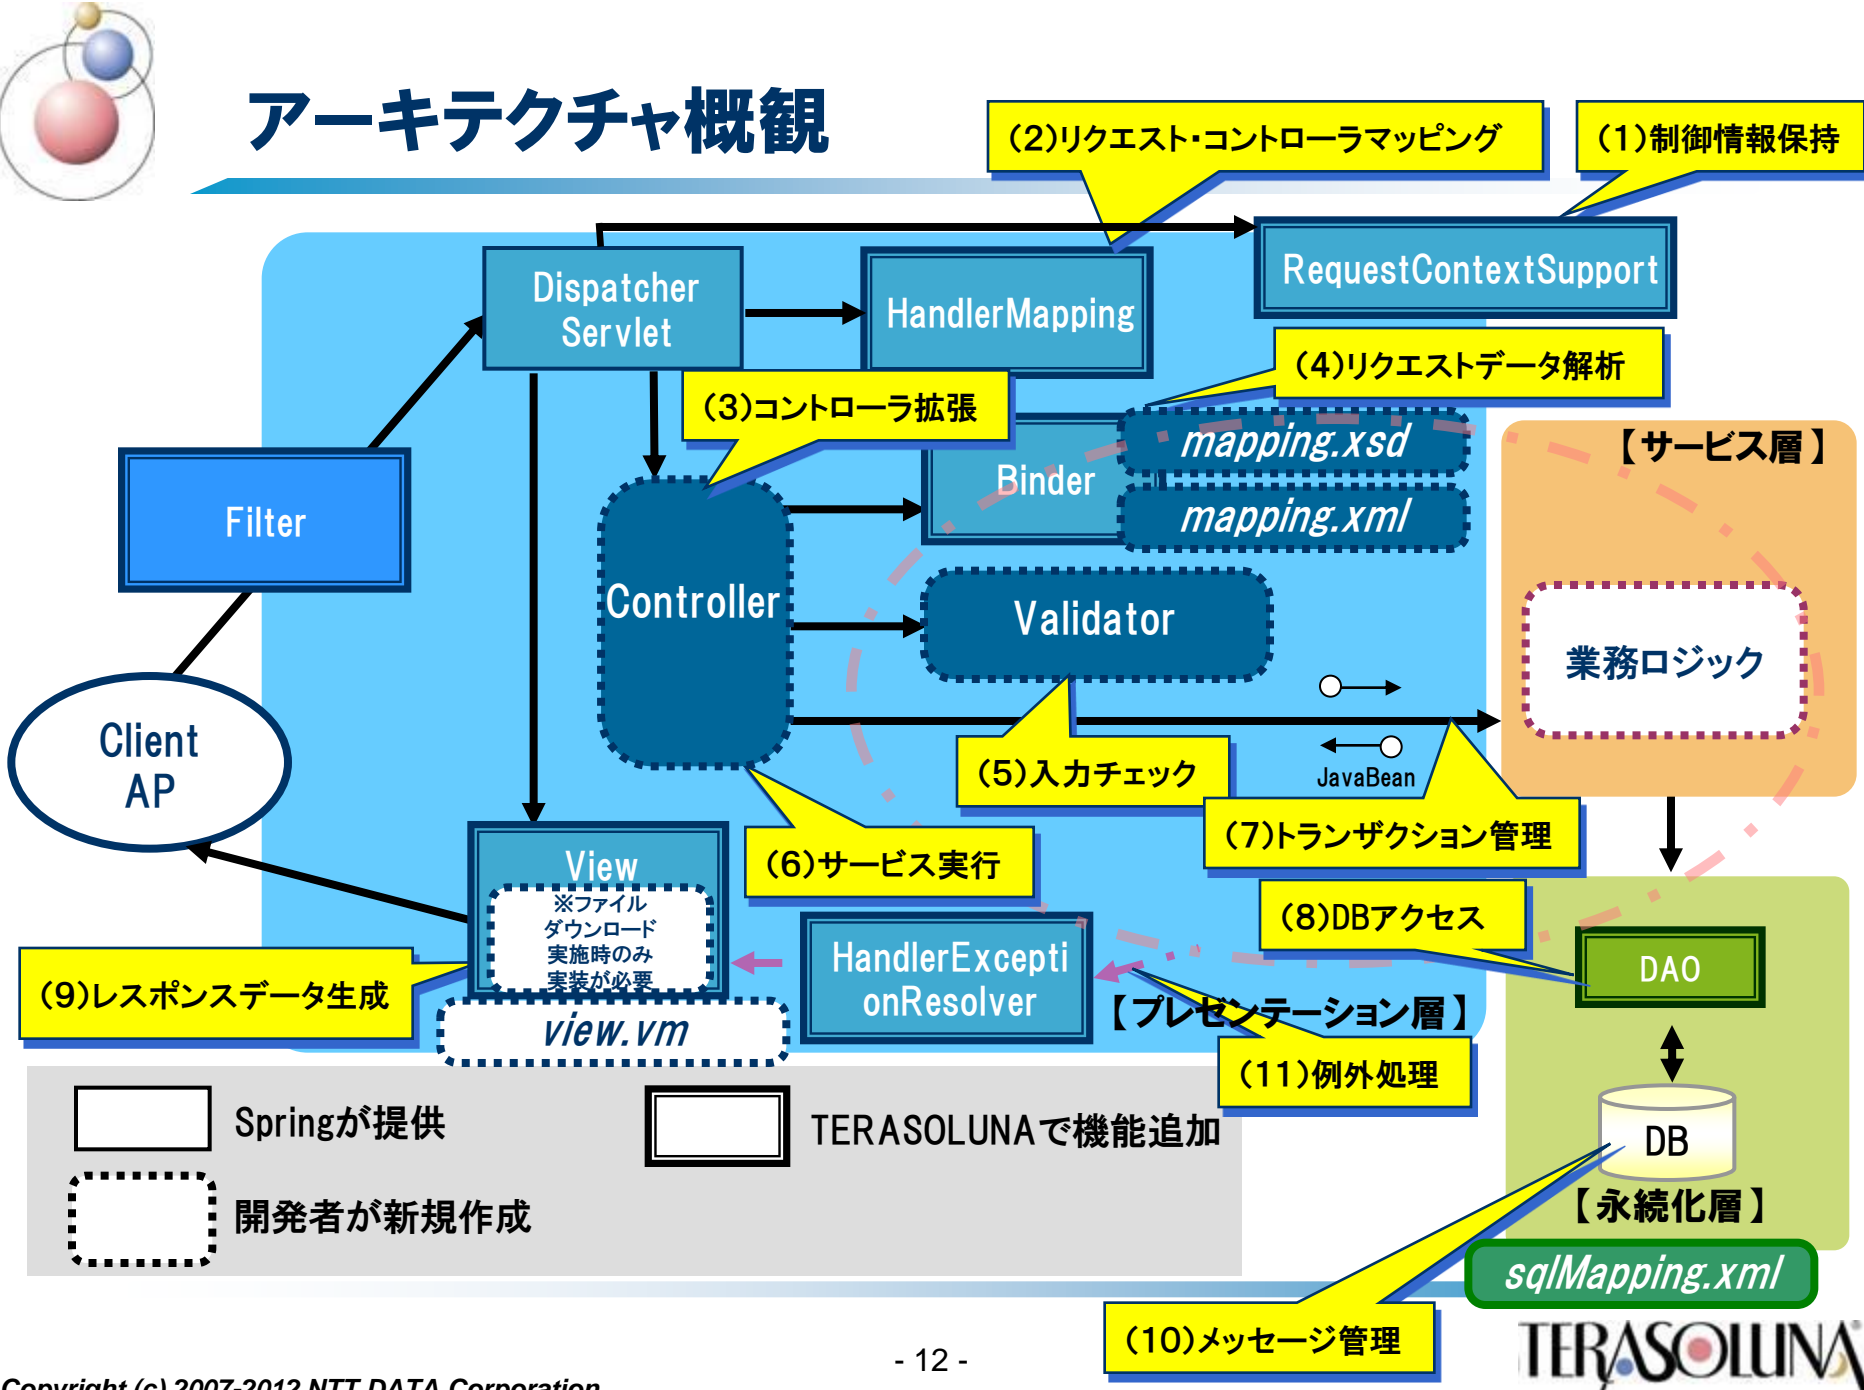 アーキテクチャ概観
(2)リクエスト・コントローラマッピング
(1)制御情報保持
Dispatcher
Servlet
HandlerMapping
RequestContextSupport
(4)リクエストデータ解析
(3)コントローラ拡張
mapping.xsd
Binder
mapping.xml
【サービス層】
Filter
Controller
Validator
業務ロジック
Client
AP
(5)入力チェック
JavaBean
(7)トランザクション管理
(6)サービス実行
View
※ファイル
ダウンロード
実施時のみ
実装が必要
(8)DBアクセス
HandlerExcepti
onResolver
DAO
(9)レスポンスデータ生成
view.vm
【プレゼンテーション層】
(11)例外処理
DB
【永続化層】
Springが提供
TERASOLUNAで機能追加
開発者が新規作成
sqlMapping.xml
(10)メッセージ管理
TERASOLUNA
- 12 -
Copyright (c) 2007-2012 NTT DATA Corporation